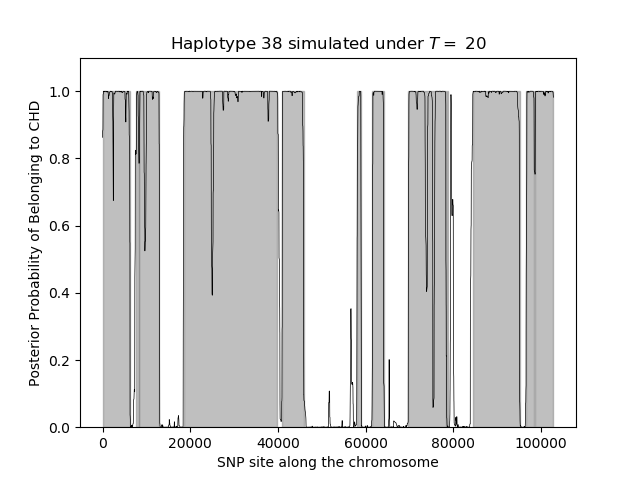 Haplotype 38 simulated under T = 20
Posterior Probability of Belonging to CHD
1.0
0.8
0.6
0.4
0.2
0.0
0 20000 40000 60000 80000 100000
SNP site along the chromosome